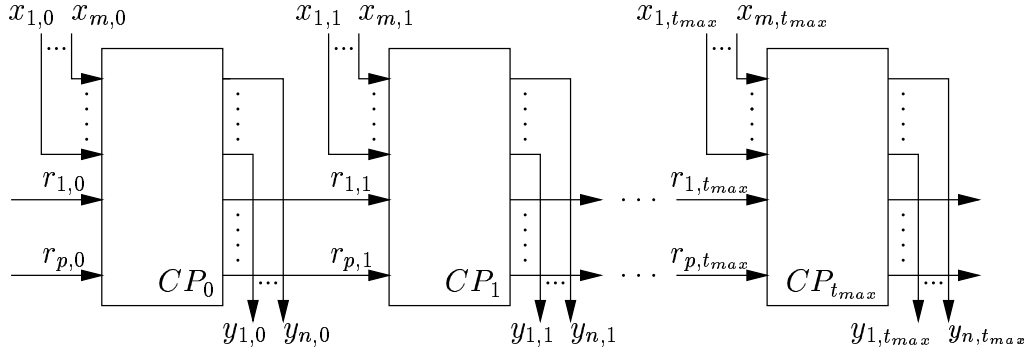 x_{1,0} x_{m,0} x_{1,1} x_{m,1} x_{1,t_{max}} x_{m,t_{max}}
... ... ...
r_{1,0} r_{1,1} r_{1,t_{max}}
. . .
r_{p,0} r_{p,1} r_{p,t_{max}}
. . .
CP_0 CP_1 CP_{t_{max}}
... ... ...
y_{1,0} y_{n,0} y_{1,1} y_{n,1} y_{1,t_{max}} y_{n,t_{max}}